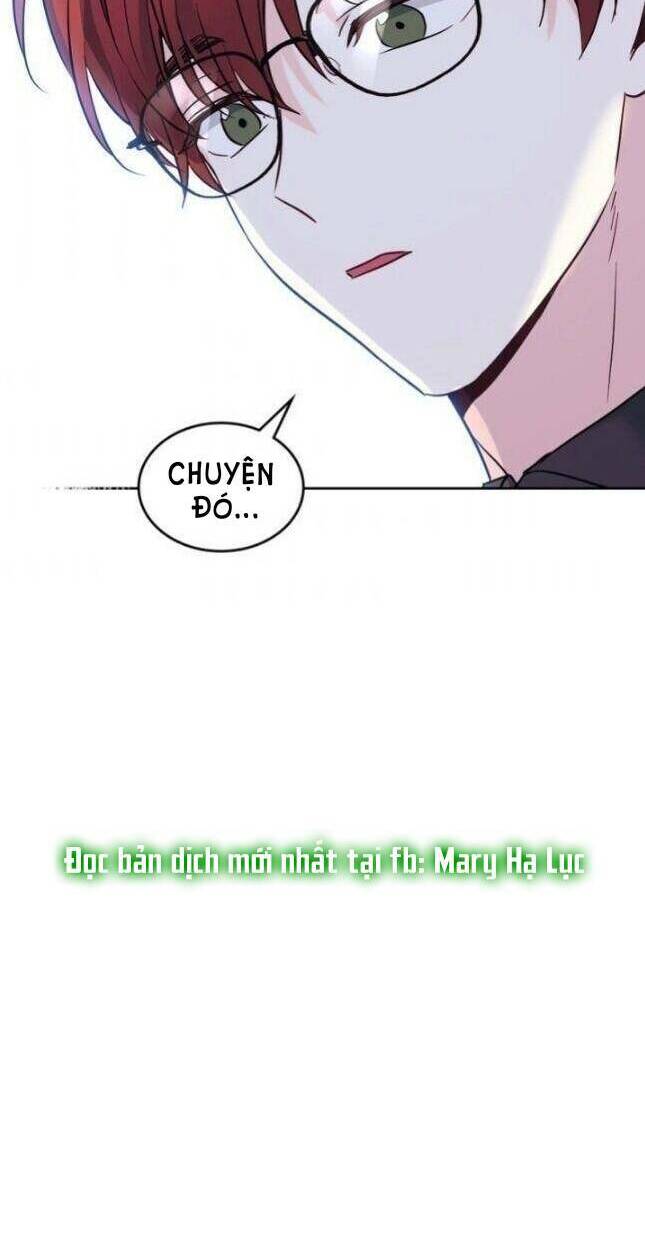 CHUYỆN
ĐÓ...
Đọc bản dịch mới nhất tại fb: Mary Hạ Lục